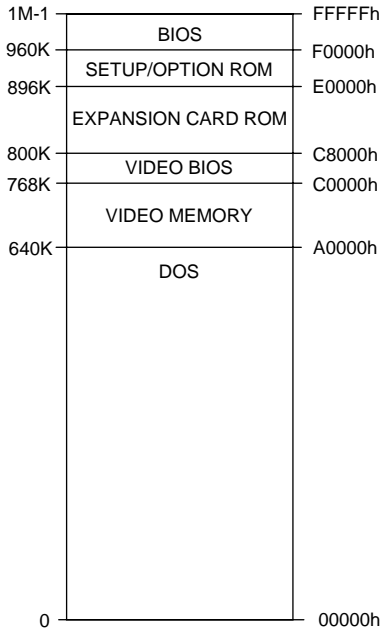 1M-1 FFFFFh
BIOS
960K F0000h
SETUP/OPTION ROM
896K E0000h
EXPANSION CARD ROM
800K C8000h
VIDEO BIOS
768K C0000h
VIDEO MEMORY
640K A0000h
DOS
0 00000h